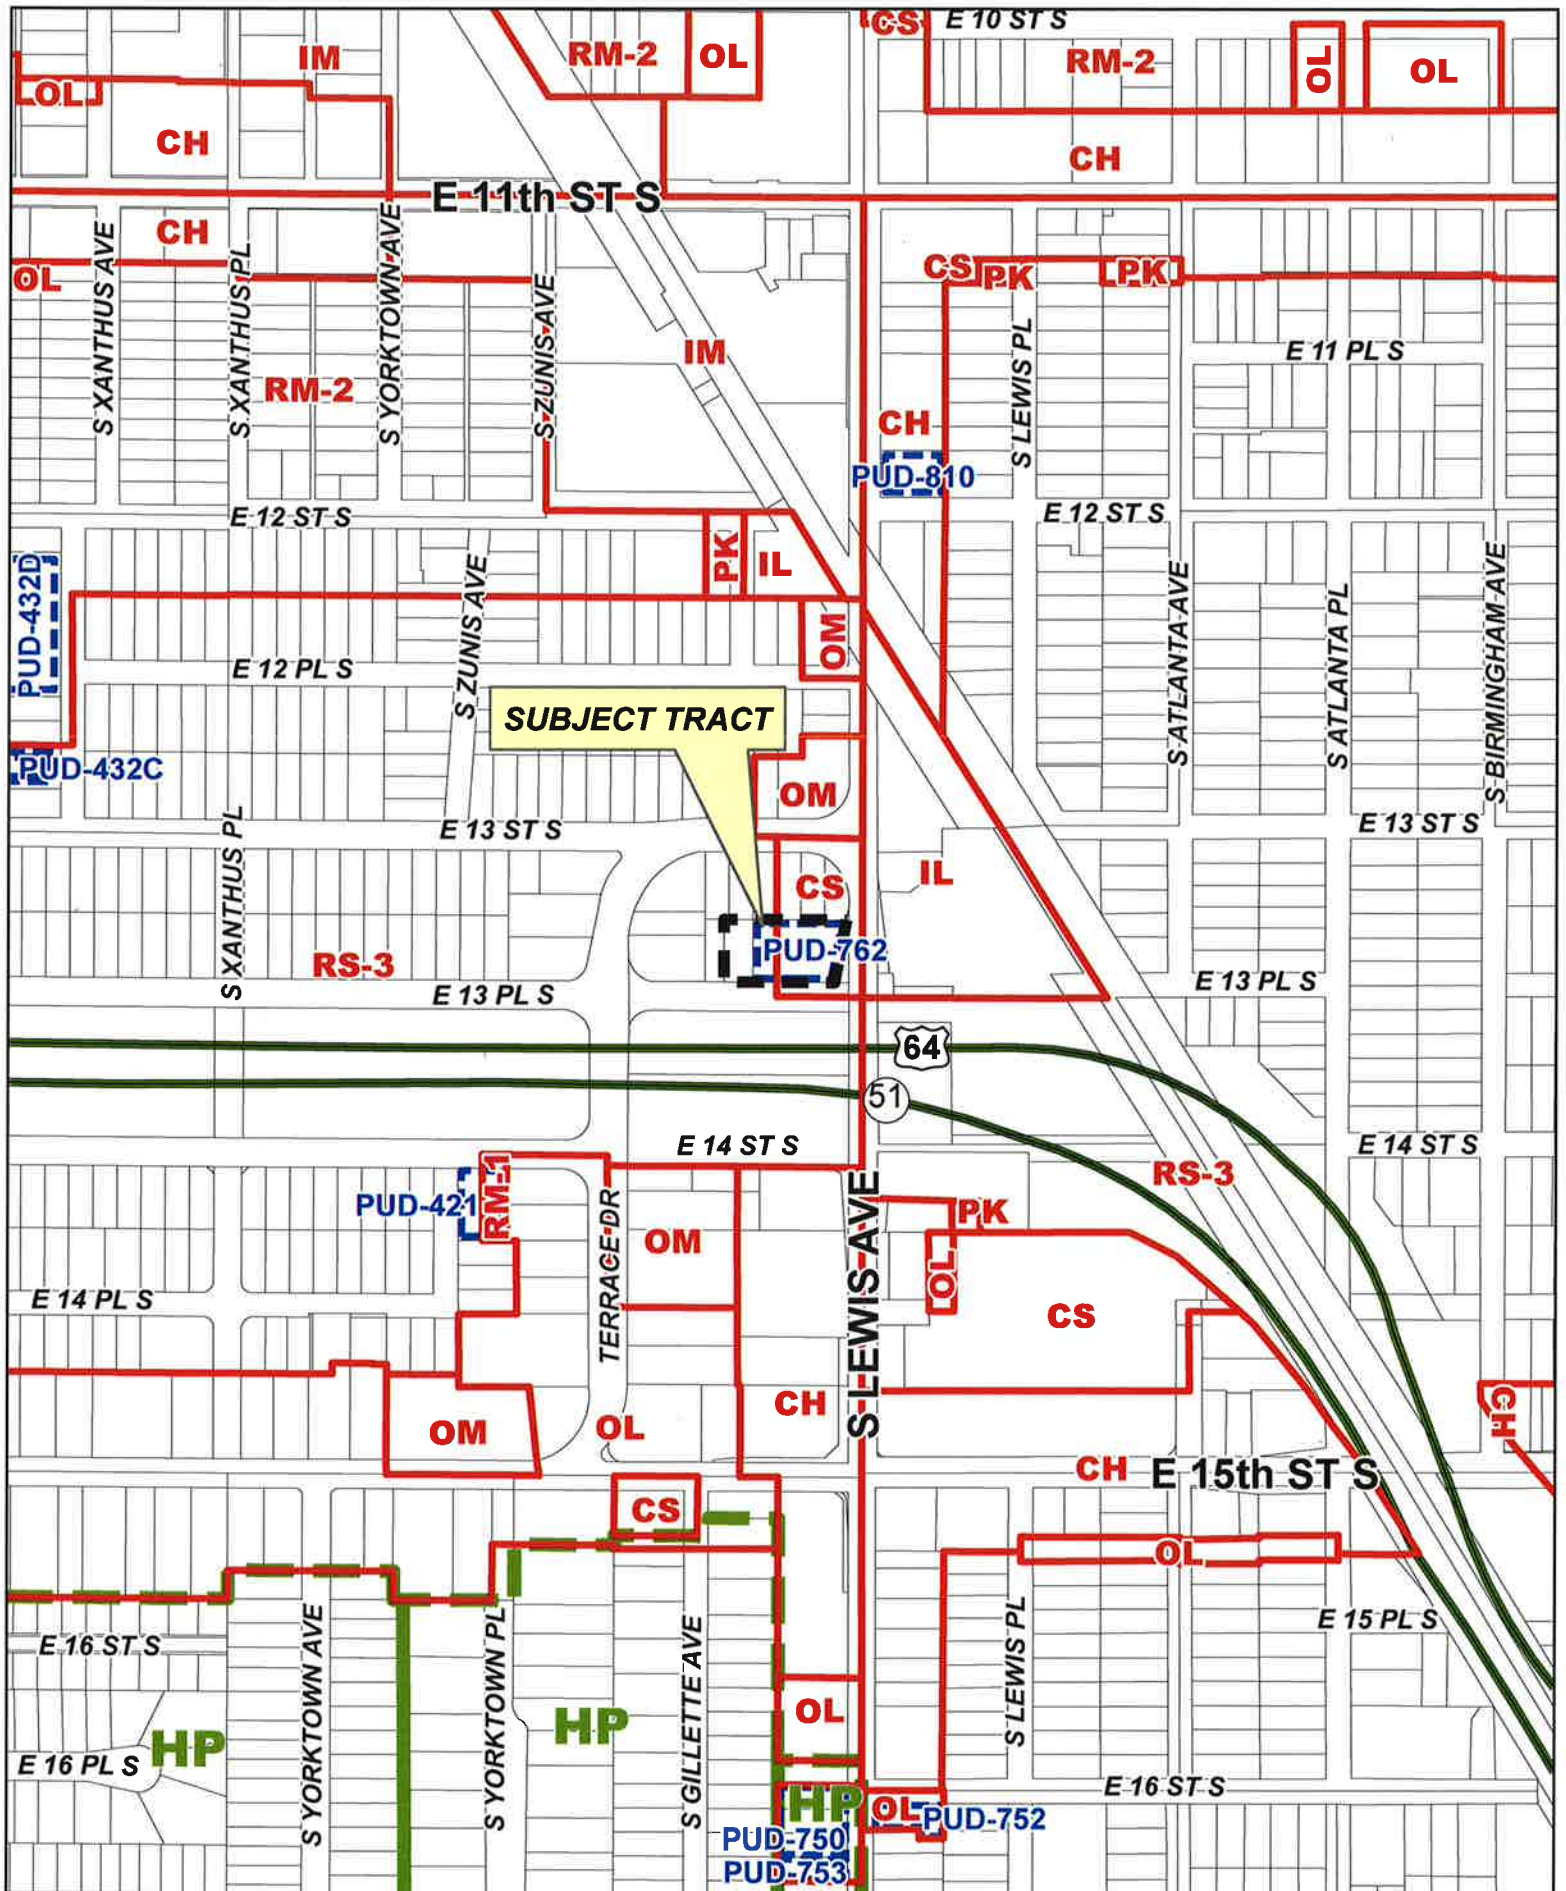 CS
E 10 ST S
IM
RM-2
OL
RM-2
OL
OL
OL
CH
CH
E 11th ST S
CH
OL
S XANTHUS AVE
S XANTHUS PL
S YORKTOWN AVE
S ZUNIS AVE
CS
PK
PK
S LEWIS PL
E 11 PL S
IM
RM-2
CH
PUD-810
E 12 ST S
E 12 ST S
PK
IL
PUD-432D
S ZUNIS AVE
OM
S ATLANTA AVE
S ATLANTA PL
S BIRMINGHAM AVE
E 12 PL S
SUBJECT TRACT
PUD-432C
OM
E 13 ST S
E 13 ST S
S XANTHUS PL
CS
IL
PUD-762
RS-3
E 13 PL S
E 13 PL S
64
51
E 14 ST S
E 14 ST S
RS-3
PUD-421
RM-1
TERRACE DR
OM
S LEWIS AVE
PK
OL
CS
E 14 PL S
CH
CH
OM
OL
CH
E 15th ST S
CS
OL
E 16 ST S
S YORKTOWN AVE
S YORKTOWN PL
S GILLETTE AVE
S LEWIS PL
E 15 PL S
HP
HP
OL
E 16 PL S
E 16 ST S
HP
OL
PUD-752
PUD-750
PUD-753